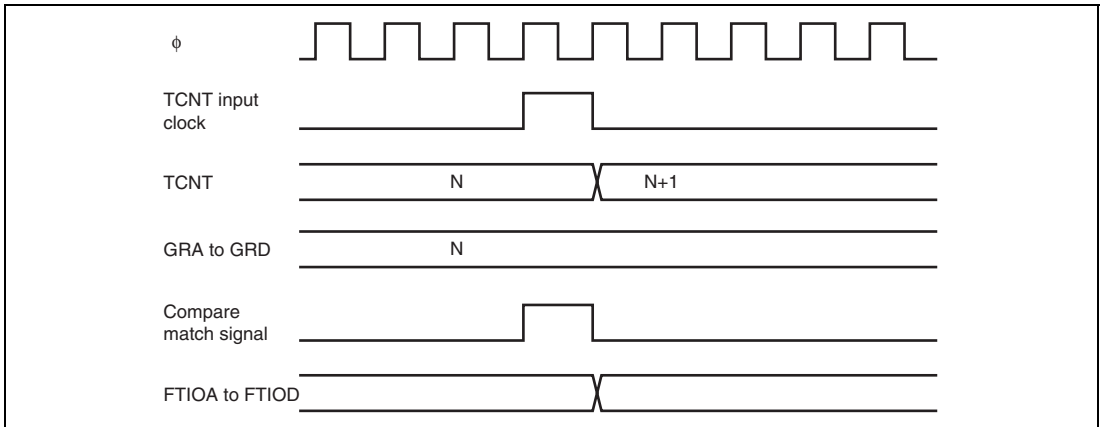 ϕ
TCNT input
clock
TCNT
N
N+1
GRA to GRD
N
Compare
match signal
FTIOA to FTIOD